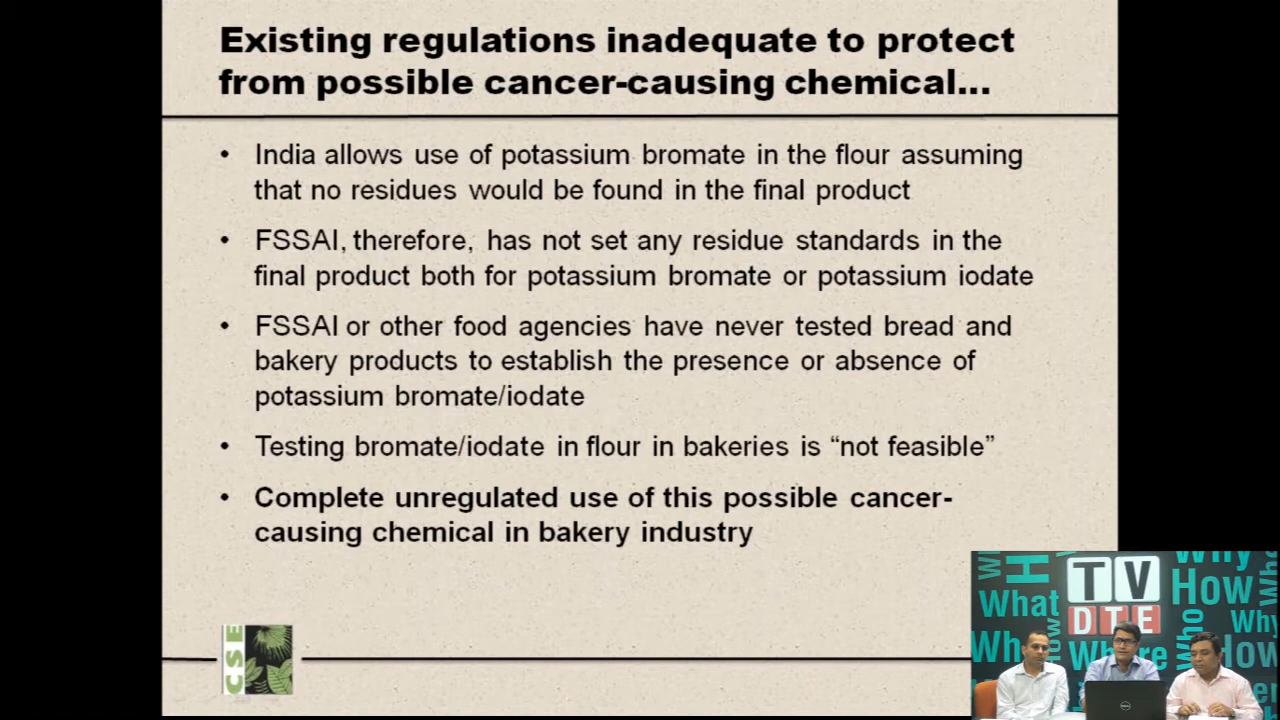 Existing regulations inadequate to protect
from possible cancer-causing chemical...
• India allows use of potassium bromate in the flour assuming
that no residues would be found in the final product
• FSSAI, therefore, has not set any residue standards in the
final product both for potassium bromate or potassium iodate
• FSSAI or other food agencies have never tested bread and
bakery products to establish the presence or absence of
potassium bromate/iodate
• Testing bromate/iodate in flour in bakeries is “not feasible”
• Complete unregulated use of this possible cancer-
causing chemical in bakery industry
CSE
TV
DTE
H
Why
How
What
How
Who
Why
Where
How